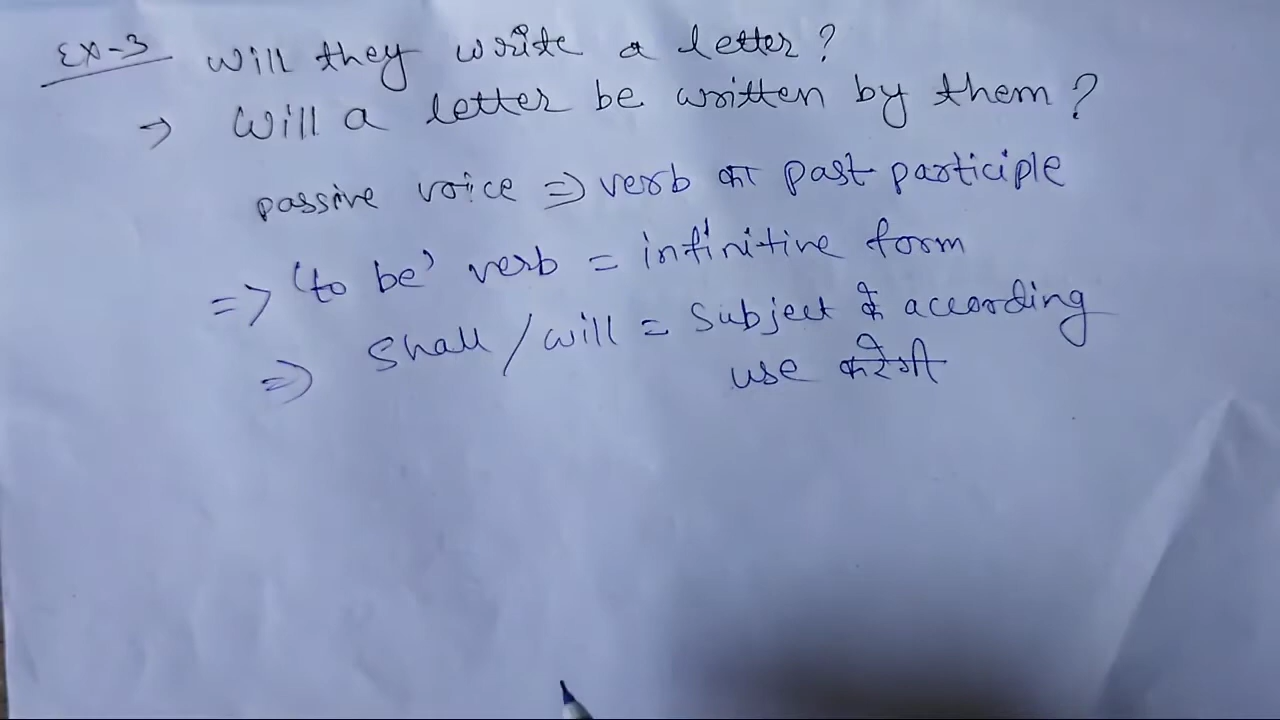 EX-3 Will they write a letter?
→ Will a letter be written by them?
passive voice ⇒ verb का past participle
⇒ 'to be' verb = infinitive form
⇒ Shall / will = Subject के according
use करेगी